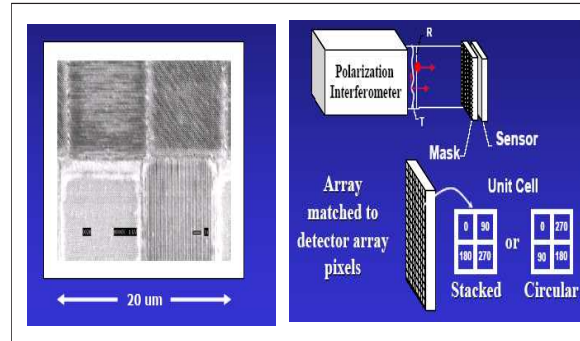 20 um
R
Polarization
Interferometer
T
Mask
Sensor
Array
matched to
detector array
pixels
Unit Cell
0 90
180 270
or
0 270
90 180
Stacked
Circular